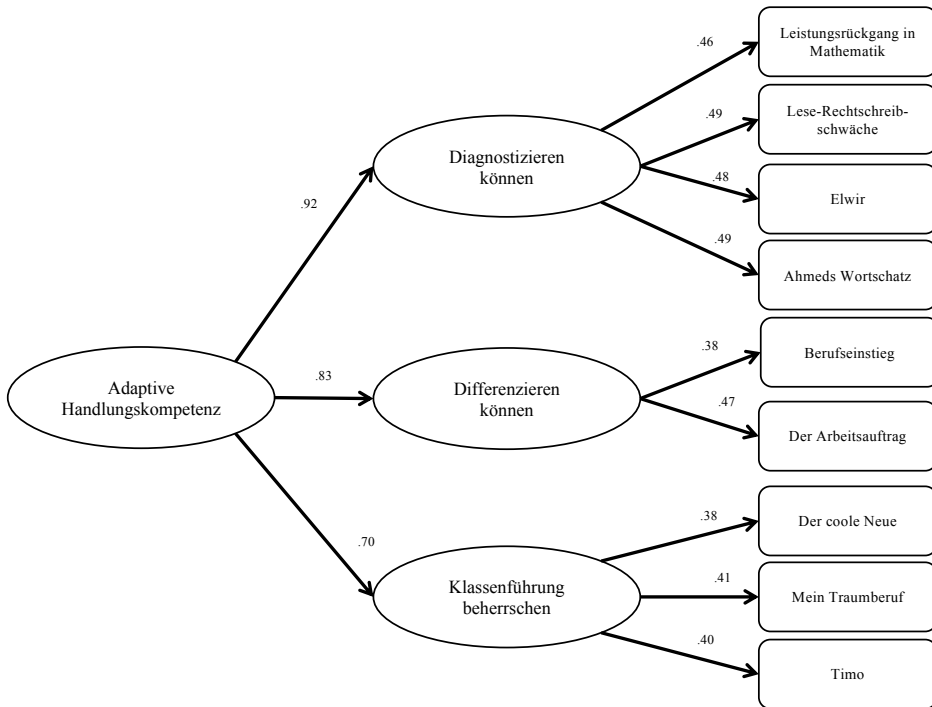 Leistungsrückgang in
Mathematik
.46
Lese-Rechtschreib-
schwäche
.49
Diagnostizieren
können
.48
Elwir
.92
.49
Ahmeds Wortschatz
.38
Berufseinstieg
Adaptive
Handlungskompetenz
.83
Differenzieren
können
.47
Der Arbeitsauftrag
.38
Der coole Neue
.70
Klassenführung
beherrschen
.41
Mein Traumberuf
.40
Timo